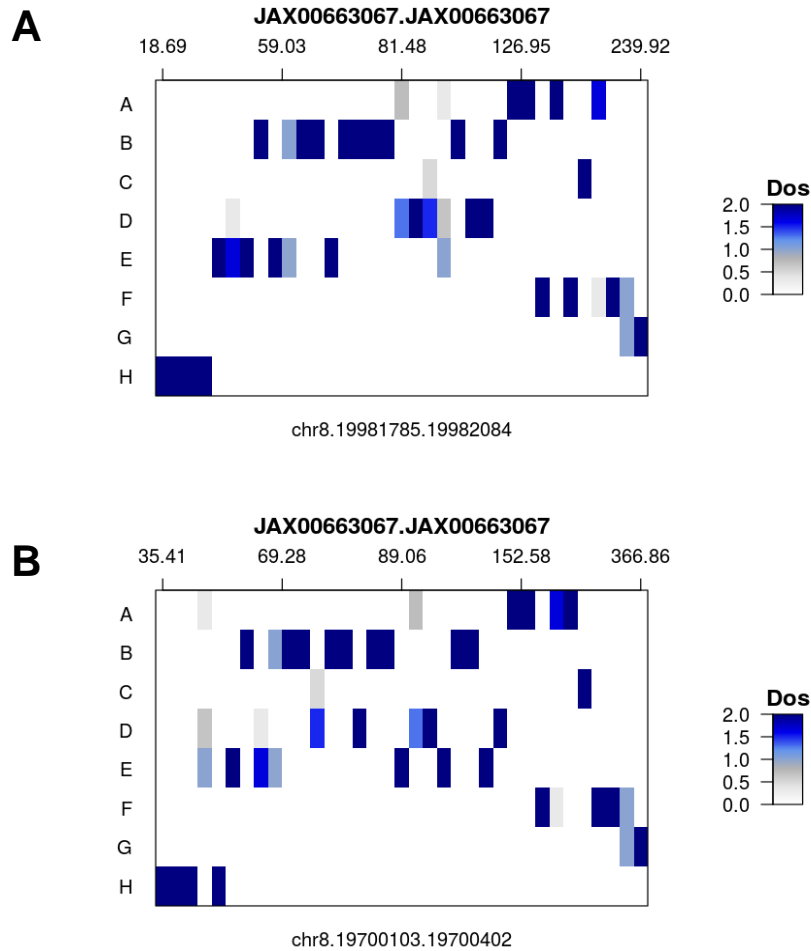 A
JAX00663067.JAX00663067
18.69 59.03 81.48 126.95 239.92
A
B
C
D
E
F
G
H
Dos
2.0
1.5
1.0
0.5
0.0
chr8.19981785.19982084
B
JAX00663067.JAX00663067
35.41 69.28 89.06 152.58 366.86
A
B
C
D
E
F
G
H
Dos
2.0
1.5
1.0
0.5
0.0
chr8.19700103.19700402